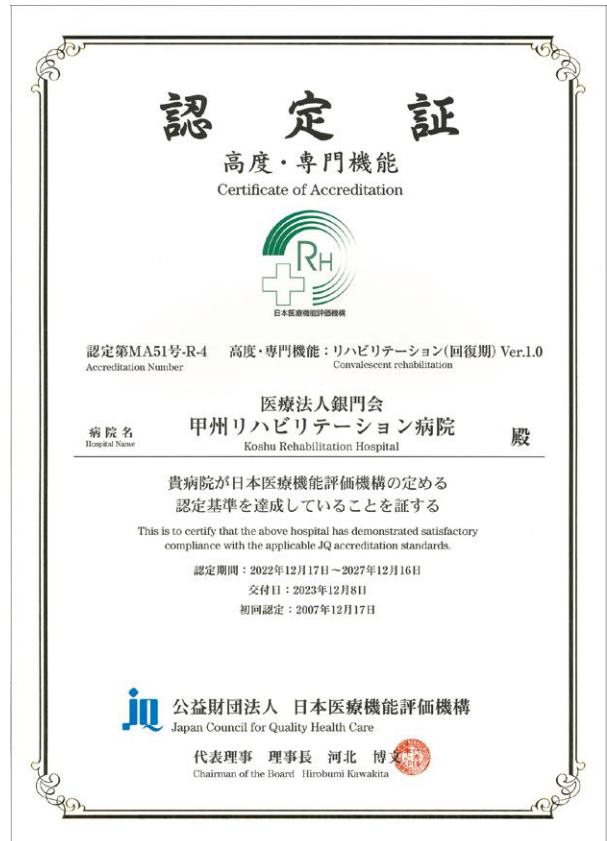 認定証
高度・専門機能
Certificate of Accreditation
RH
日本医療機能評価機構
認定第MA51号-R-4 高度・専門機能：リハビリテーション(回復期) Ver.1.0
Accreditation Number Convalescent rehabilitation
医療法人銀門会
病院名 甲州リハビリテーション病院 殿
Hospital Name Koshu Rehabilitation Hospital
貴病院が日本医療機能評価機構の定める
認定基準を達成していることを証する
This is to certify that the above hospital has demonstrated satisfactory
compliance with the applicable JQ accreditation standards.
認定期間：2022年12月17日～2027年12月16日
交付日：2023年12月8日
初回認定：2007年12月17日
jQ 公益財団法人 日本医療機能評価機構
Japan Council for Quality Health Care
代表理事 理事長 河北 博文
Chairman of the Board Hirobumi Kawakita